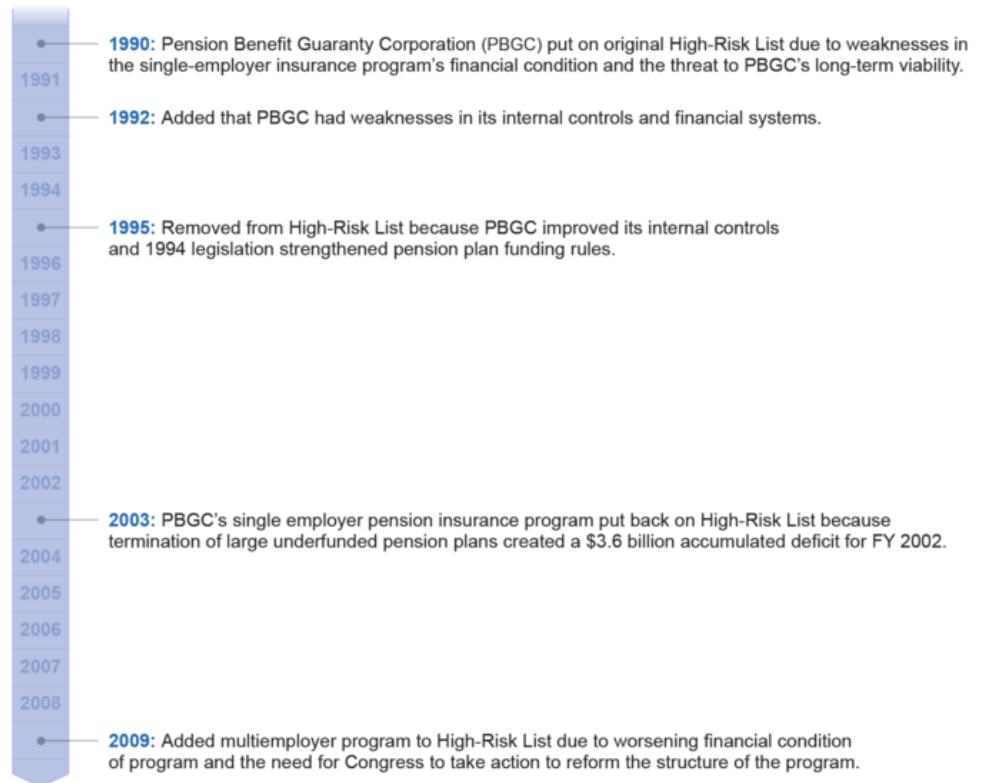 1990: Pension Benefit Guaranty Corporation (PBGC) put on original High-Risk List due to weaknesses in
the single-employer insurance program's financial condition and the threat to PBGC's long-term viability.
1991
1992: Added that PBGC had weaknesses in its internal controls and financial systems.
1993
1994
1995: Removed from High-Risk List because PBGC improved its internal controls
and 1994 legislation strengthened pension plan funding rules.
1996
1997
1998
1999
2000
2001
2002
2003: PBGC's single employer pension insurance program put back on High-Risk List because
termination of large underfunded pension plans created a $3.6 billion accumulated deficit for FY 2002.
2004
2005
2006
2007
2008
2009: Added multiemployer program to High-Risk List due to worsening financial condition
of program and the need for Congress to take action to reform the structure of the program.